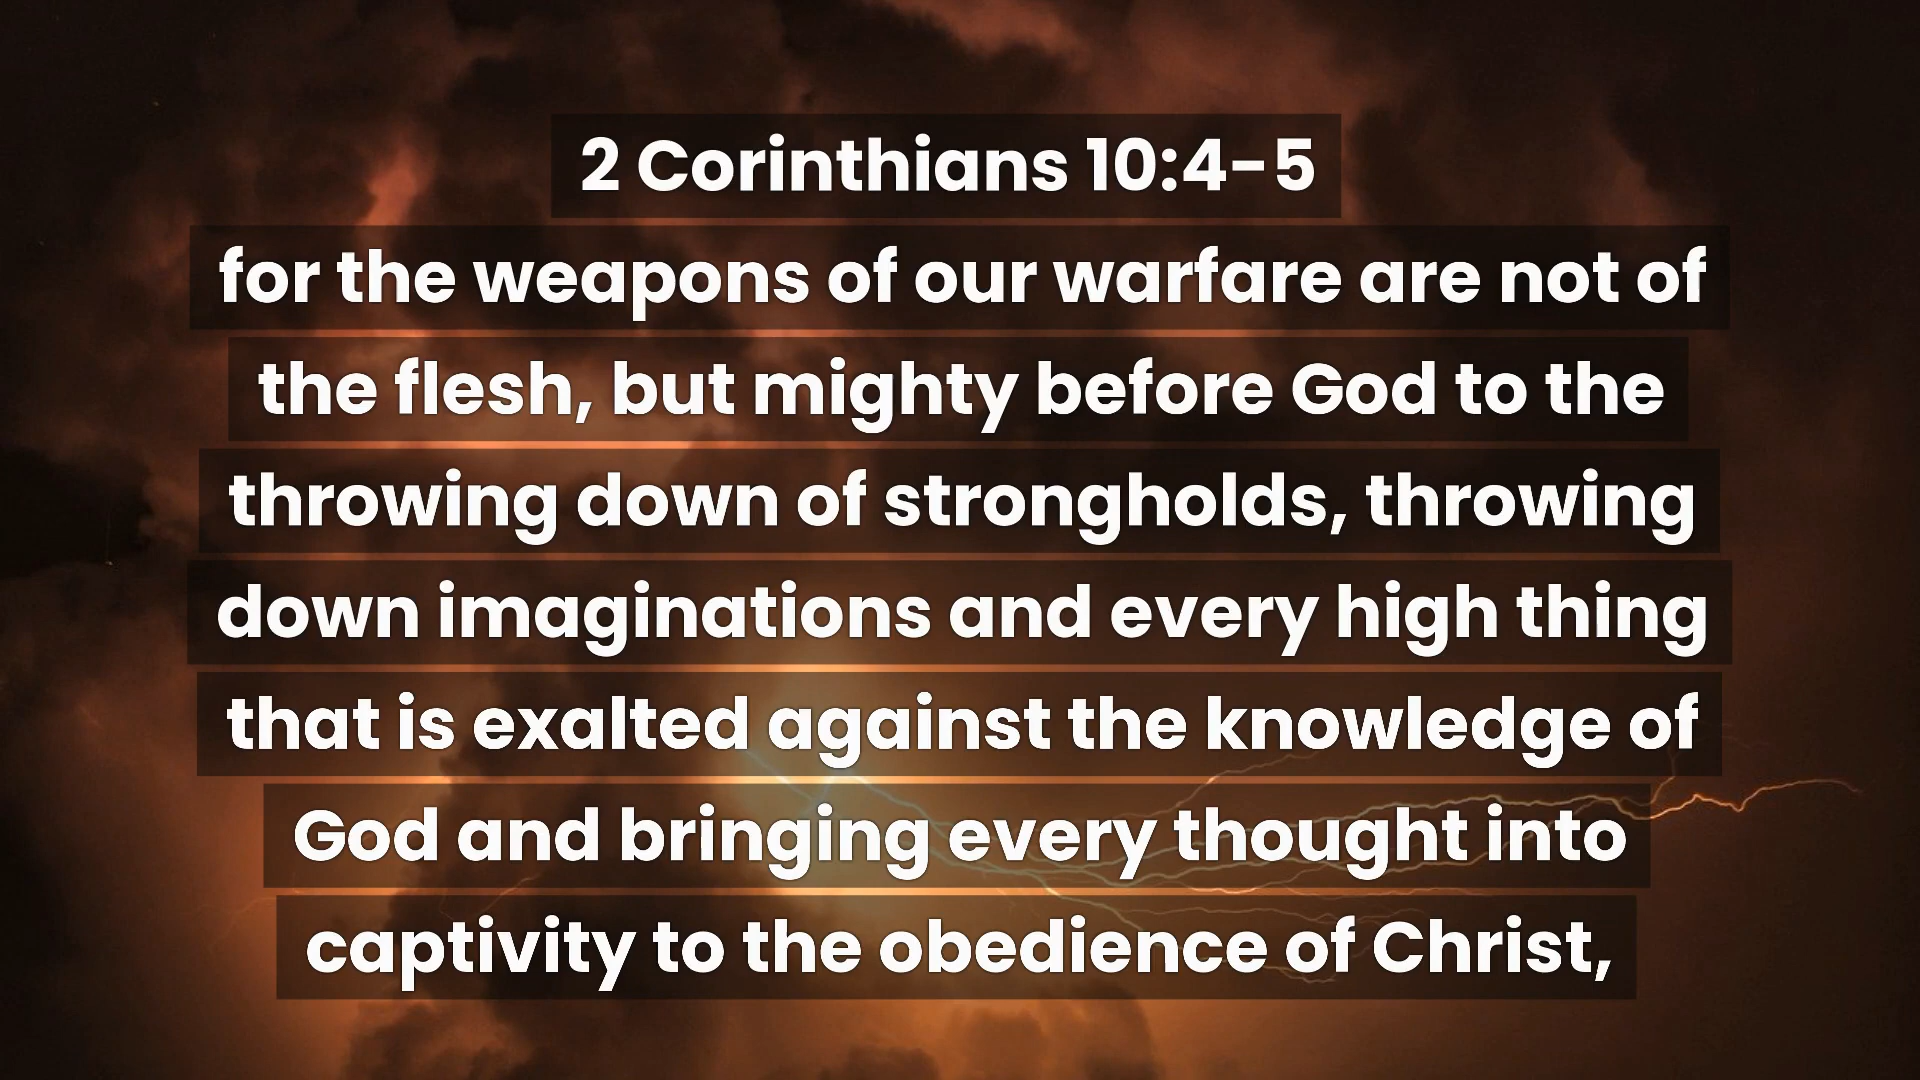 2 Corinthians 10:4-5
for the weapons of our warfare are not of
the flesh, but mighty before God to the
throwing down of strongholds, throwing
down imaginations and every high thing
that is exalted against the knowledge of
God and bringing every thought into
captivity to the obedience of Christ,